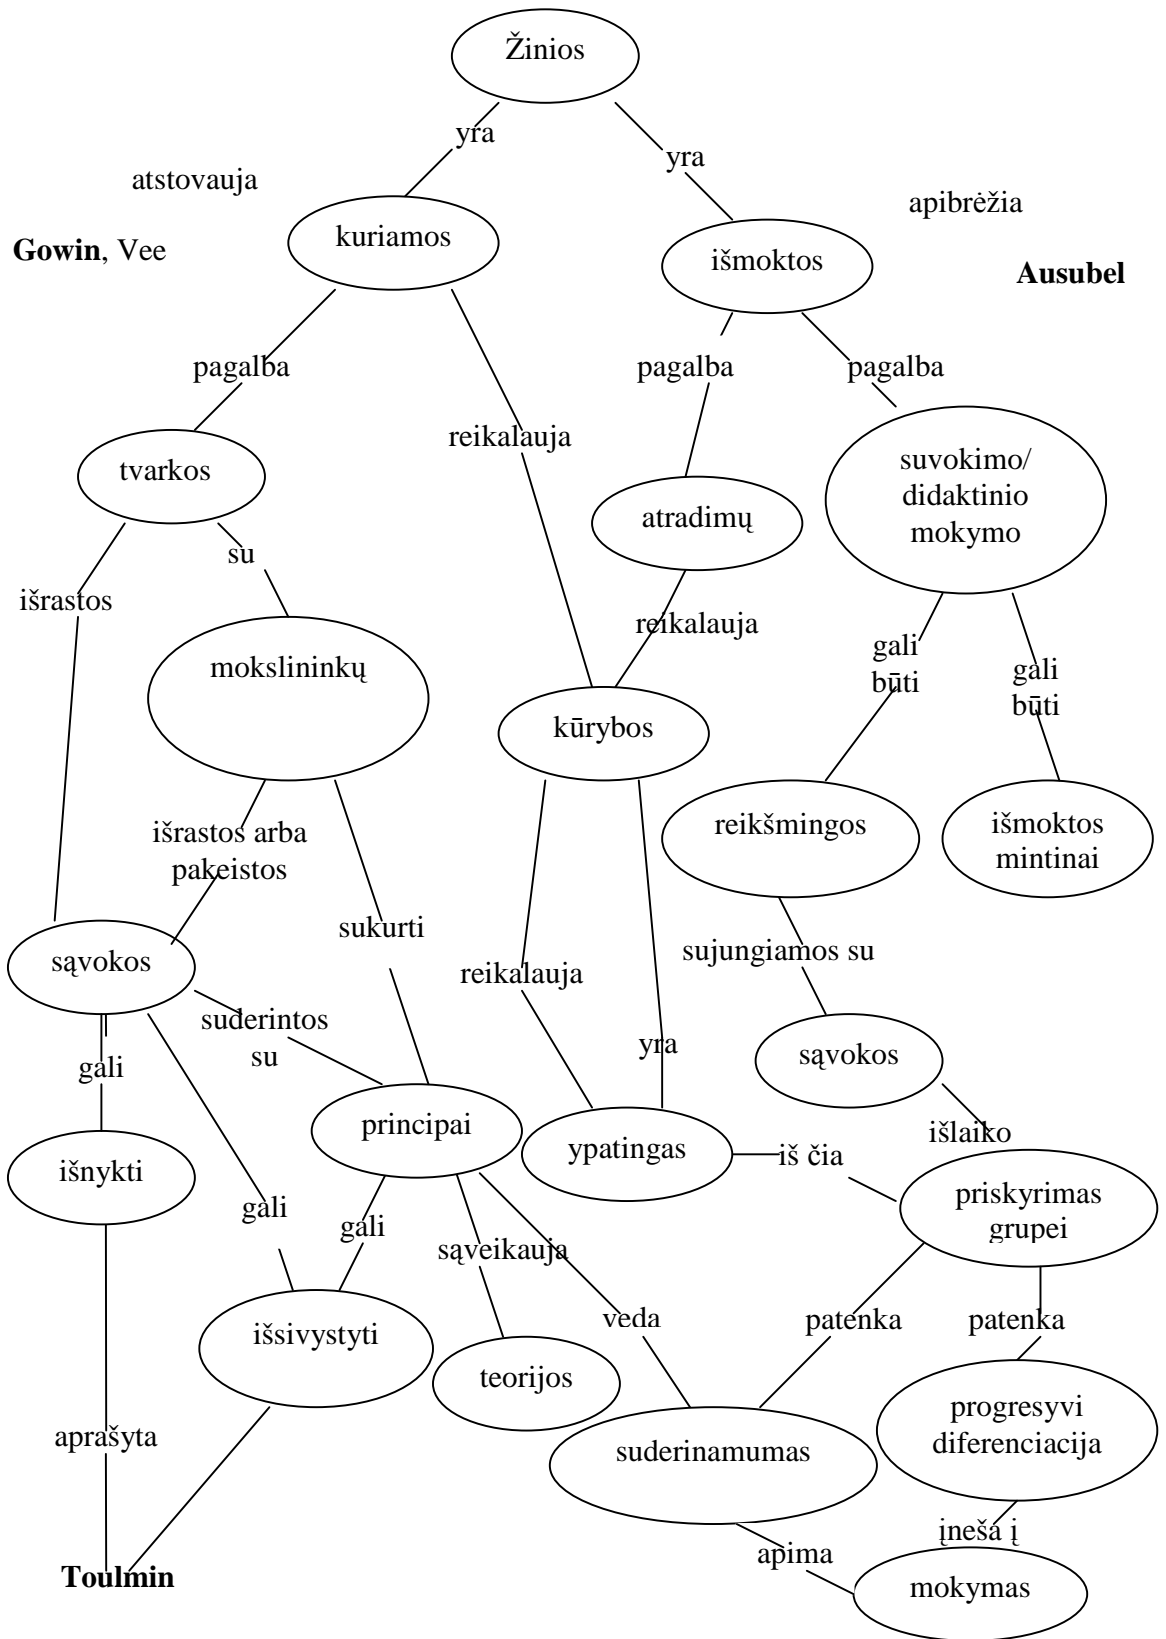 Žinios
yra
yra
atstovauja
apibrėžia
kuriamos
Gowin, Vee
išmoktos
Ausubel
pagalba
pagalba
pagalba
reikalauja
tvarkos
suvokimo/
didaktinio
mokymo
atradimų
su
išrastos
reikalauja
gali
būti
gali
būti
mokslininkų
kūrybos
reikšmingos
išmoktos
mintinai
išrastos arba
pakeistos
sukurti
sujungiamos su
sąvokos
reikalauja
suderintos
su
yra
sąvokos
gali
principai
išlaiko
ypatingas
iš čia
išnykti
priskyrimas
grupei
gali
gali
sąveikauja
veda
patenka
patenka
išsivystyti
teorijos
progresyvi
diferenciacija
aprašyta
suderinamumas
įneša į
apima
Toulmin
mokymas